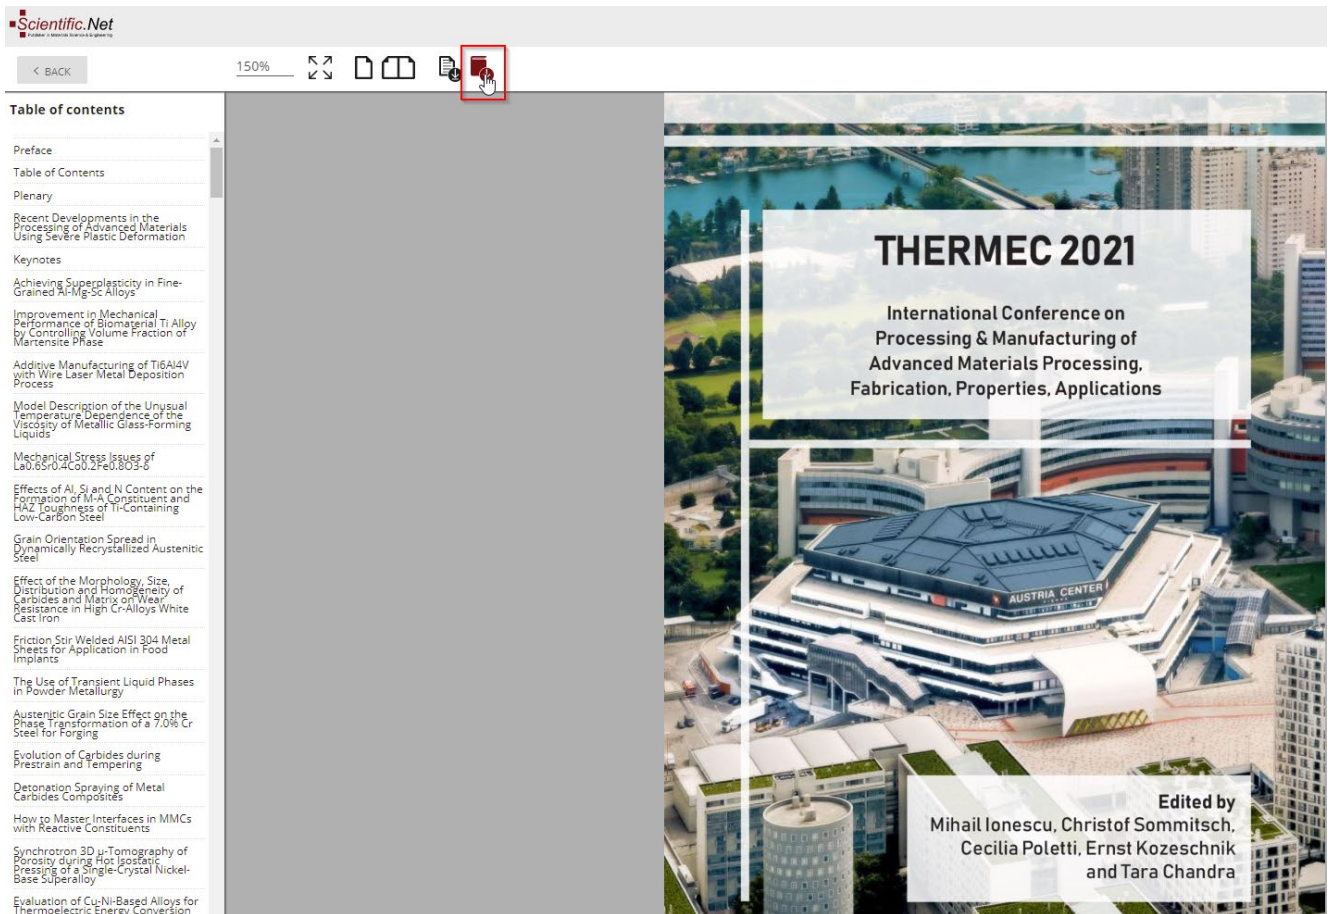 Scientific.Net
Publisher in Materials Science & Engineering
< BACK
150%
Table of contents
Preface
Table of Contents
Plenary
Recent Developments in the
Processing of Advanced Materials
Using Severe Plastic Deformation
Keynotes
Achieving Superplasticity in Fine-
Grained Al-Mg-Sc Alloys
Improvement in Mechanical
Performance of Biomaterial Ti Alloy
by Controlling Volume Fraction of
Martensite Phase
Additive Manufacturing of Ti6Al4V
with Wire Laser Metal Deposition
Process
Model Description of the Unusual
Temperature Dependence of the
Viscosity of Metallic Glass-Forming
Liquids
Mechanical Stress Issues of
La0.6Sr0.4Co0.2Fe0.8O3-δ
Effects of Al, Si and N Content on the
Formation of M-A Constituent and
HAZ Toughness of Ti-Containing
Low-Carbon Steel
Grain Orientation Spread in
Dynamically Recrystallized Austenitic
Steel
Effect of the Morphology, Size,
Distribution and Homogeneity of
Carbides and Matrix on Wear
Resistance in High Cr-Alloys White
Cast Iron
Friction Stir Welded AISI 304 Metal
Sheets for Application in Food
Implants
The Use of Transient Liquid Phases
in Powder Metallurgy
Austenitic Grain Size Effect on the
Phase Transformation of a 7.0% Cr
Steel for Forging
Evolution of Carbides during
Prestrain and Tempering
Detonation Spraying of Metal
Carbides Composites
How to Master Interfaces in MMCs
with Reactive Constituents
Synchrotron 3D μ-Tomography of
Porosity during Hot Isostatic
Pressing of a Single-Crystal Nickel-
Base Superalloy
Evaluation of Cu-Ni-Based Alloys for
Thermoelectric Energy Conversion
THERMEC 2021
International Conference on
Processing & Manufacturing of
Advanced Materials Processing,
Fabrication, Properties, Applications
AUSTRIA CENTER
Edited by
Mihail Ionescu, Christof Sommitsch,
Cecilia Poletti, Ernst Kozeschnik
and Tara Chandra